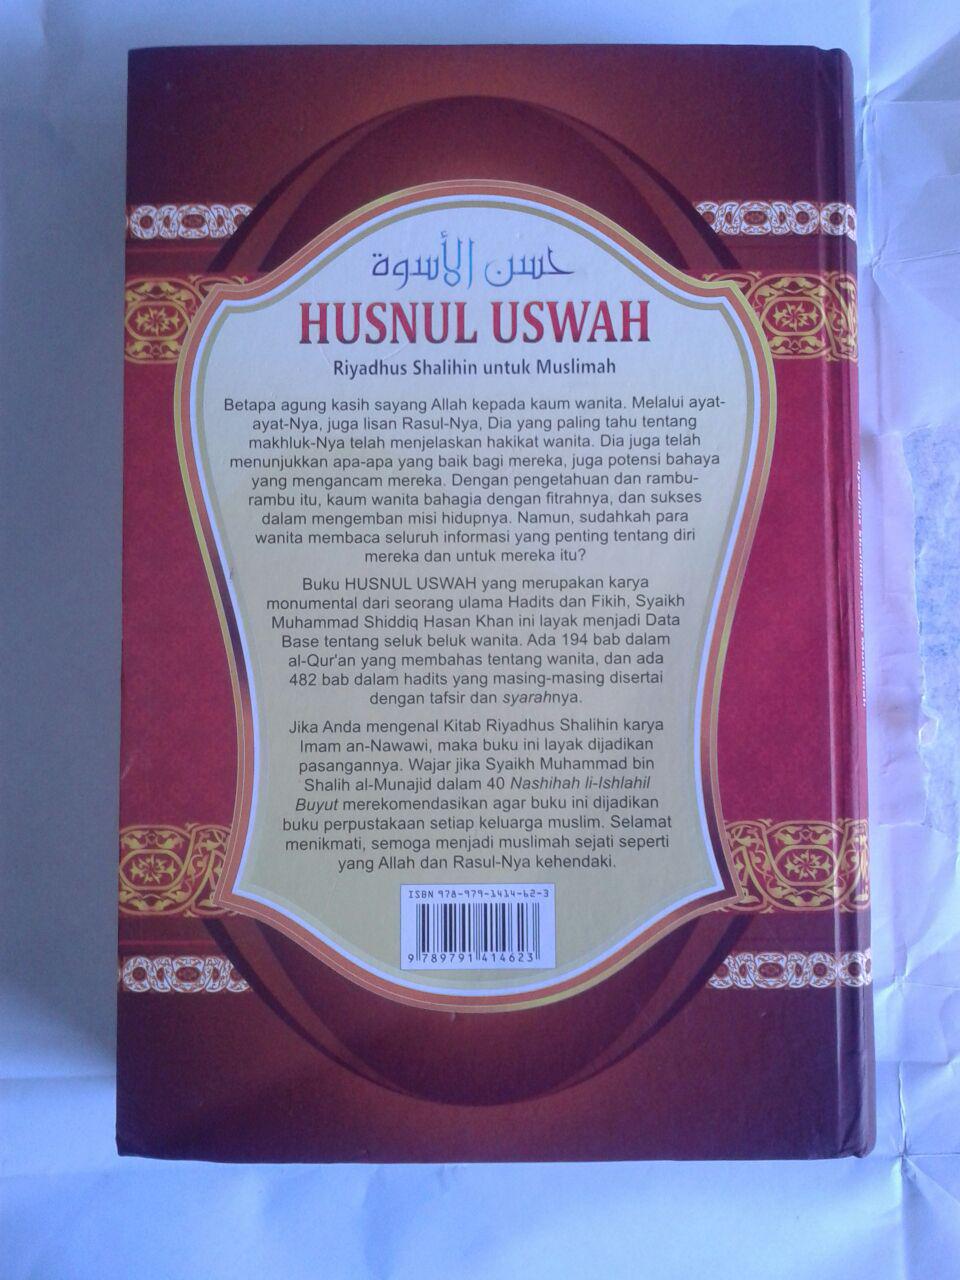 حسن الأسوة
HUSNUL USWAH
Riyadhus Shalihin untuk Muslimah
Betapa agung kasih sayang Allah kepada kaum wanita. Melalui ayat-
ayat-Nya, juga lisan Rasul-Nya, Dia yang paling tahu tentang
makhluk-Nya telah menjelaskan hakikat wanita. Dia juga telah
menunjukkan apa-apa yang baik bagi mereka, juga potensi bahaya
yang mengancam mereka. Dengan pengetahuan dan rambu-
rambu itu, kaum wanita bahagia dengan fitrahnya, dan sukses
dalam mengemban misi hidupnya. Namun, sudahkah para
wanita membaca seluruh informasi yang penting tentang diri
mereka dan untuk mereka itu?
Buku HUSNUL USWAH yang merupakan karya
monumental dari seorang ulama Hadits dan Fikih, Syaikh
Muhammad Shiddiq Hasan Khan ini layak menjadi Data
Base tentang seluk beluk wanita. Ada 194 bab dalam
al-Qur'an yang membahas tentang wanita, dan ada
482 bab dalam hadits yang masing-masing disertai
dengan tafsir dan syarahnya.
Jika Anda mengenal Kitab Riyadhus Shalihin karya
Imam an-Nawawi, maka buku ini layak dijadikan
pasangannya. Wajar jika Syaikh Muhammad bin
Shalih al-Munajid dalam 40 Nashihah li-Ishlahil
Buyut merekomendasikan agar buku ini dijadikan
buku perpustakaan setiap keluarga muslim. Selamat
menikmati, semoga menjadi muslimah sejati seperti
yang Allah dan Rasul-Nya kehendaki.
ISBN 978-979-1414-62-3
9 789791 414623
Riyadhus Shalihin untuk Muslimah